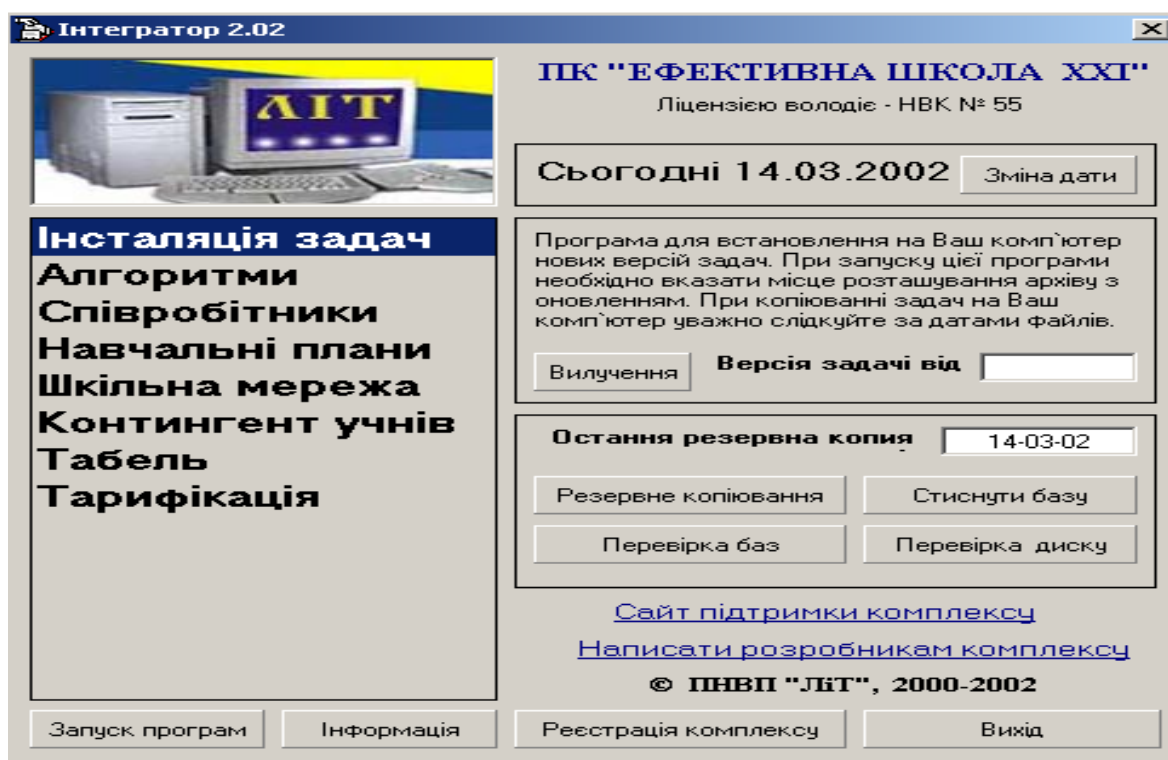 Інтегратор 2.02
ЛІТ
ПК "ЕФЕКТИВНА ШКОЛА XXI"
Ліцензією володіє - НВК № 55
Сьогодні 14.03.2002
Зміна дати
Інсталяція задач
Алгоритми
Співробітники
Навчальні плани
Шкільна мережа
Контингент учнів
Табель
Тарифікація
Програма для встановлення на Ваш комп`ютер
нових версій задач. При запуску цієї програми
необхідно вказати місце розташування архіву з
оновленням. При копіюванні задач на Ваш
комп`ютер уважно слідкуйте за датами файлів.
Вилучення
Версія задачі від
Остання резервна копия
14-03-02
Резервне копіювання
Стиснути базу
Перевірка баз
Перевірка диску
Сайт підтримки комплексу
Написати розробникам комплексу
© ПНВП "ЛіТ", 2000-2002
Запуск програм
Інформація
Реєстрація комплексу
Вихід